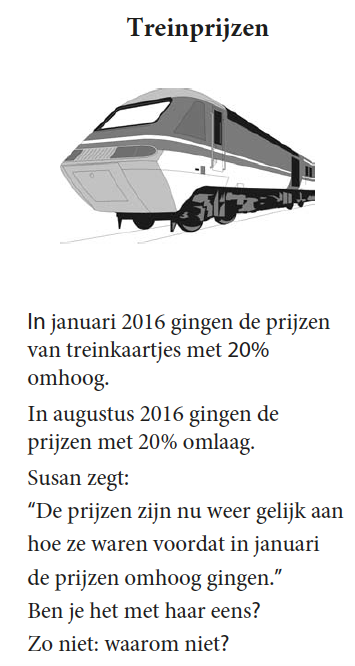 Treinprijzen
In januari 2016 gingen de prijzen
van treinkaartjes met 20%
omhoog.
In augustus 2016 gingen de
prijzen met 20% omlaag.
Susan zegt:
“De prijzen zijn nu weer gelijk aan
hoe ze waren voordat in januari
de prijzen omhoog gingen.”
Ben je het met haar eens?
Zo niet: waarom niet?